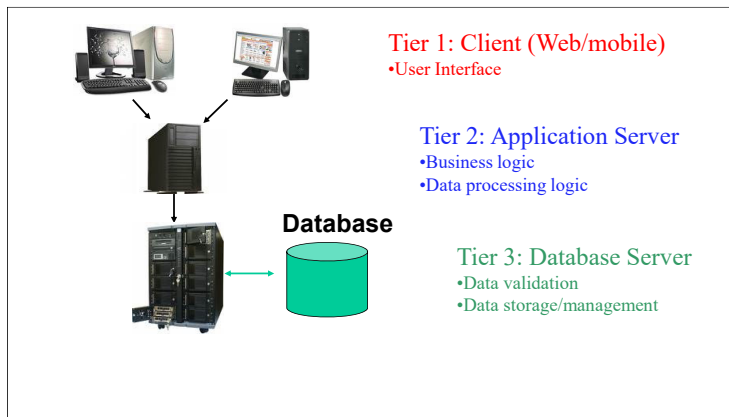 Tier 1: Client (Web/mobile)
•User Interface
Tier 2: Application Server
•Business logic
•Data processing logic
Database
Tier 3: Database Server
•Data validation
•Data storage/management